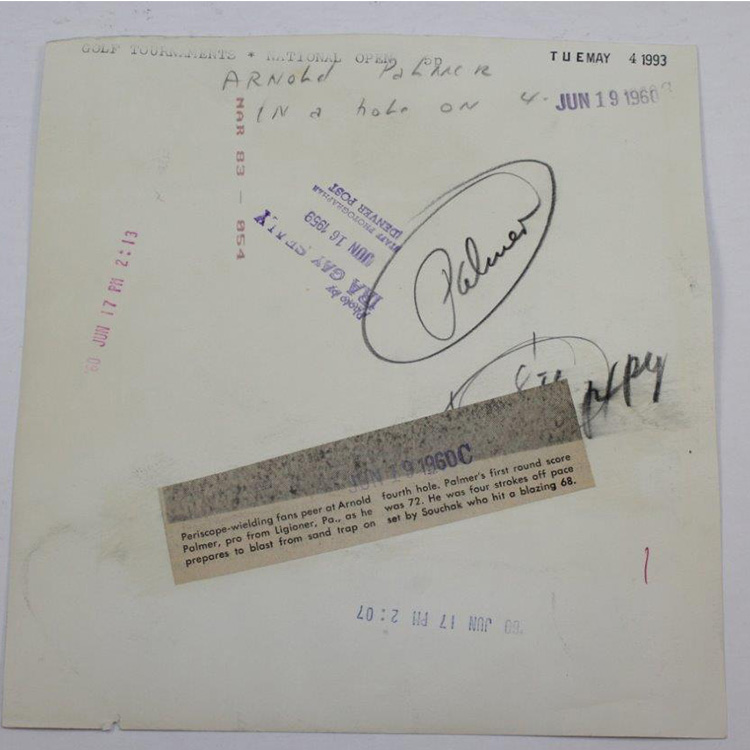 GOLF TOURNAMENTS * NATIONAL OPEN 60
TUE MAY 4 1993
ARNOLd PaLMER
IN a hole ON 4-
JUN 19 1960
MAR 83 - 054
Photo by
IRA GAY SEALY
JUN 16 1959
STAFF PHOTOGRAPHER
DENVER POST
Palmer
'60 JUN 17 PM 2:13
JUN 19 1960C
Periscope-wielding fans peer at Arnold
Palmer, pro from Ligioner, Pa., as he
prepares to blast from sand trap on
fourth hole. Palmer's first round score
was 72. He was four strokes off pace
set by Souchak who hit a blazing 68.
'60 JUN 17 PM 2:07